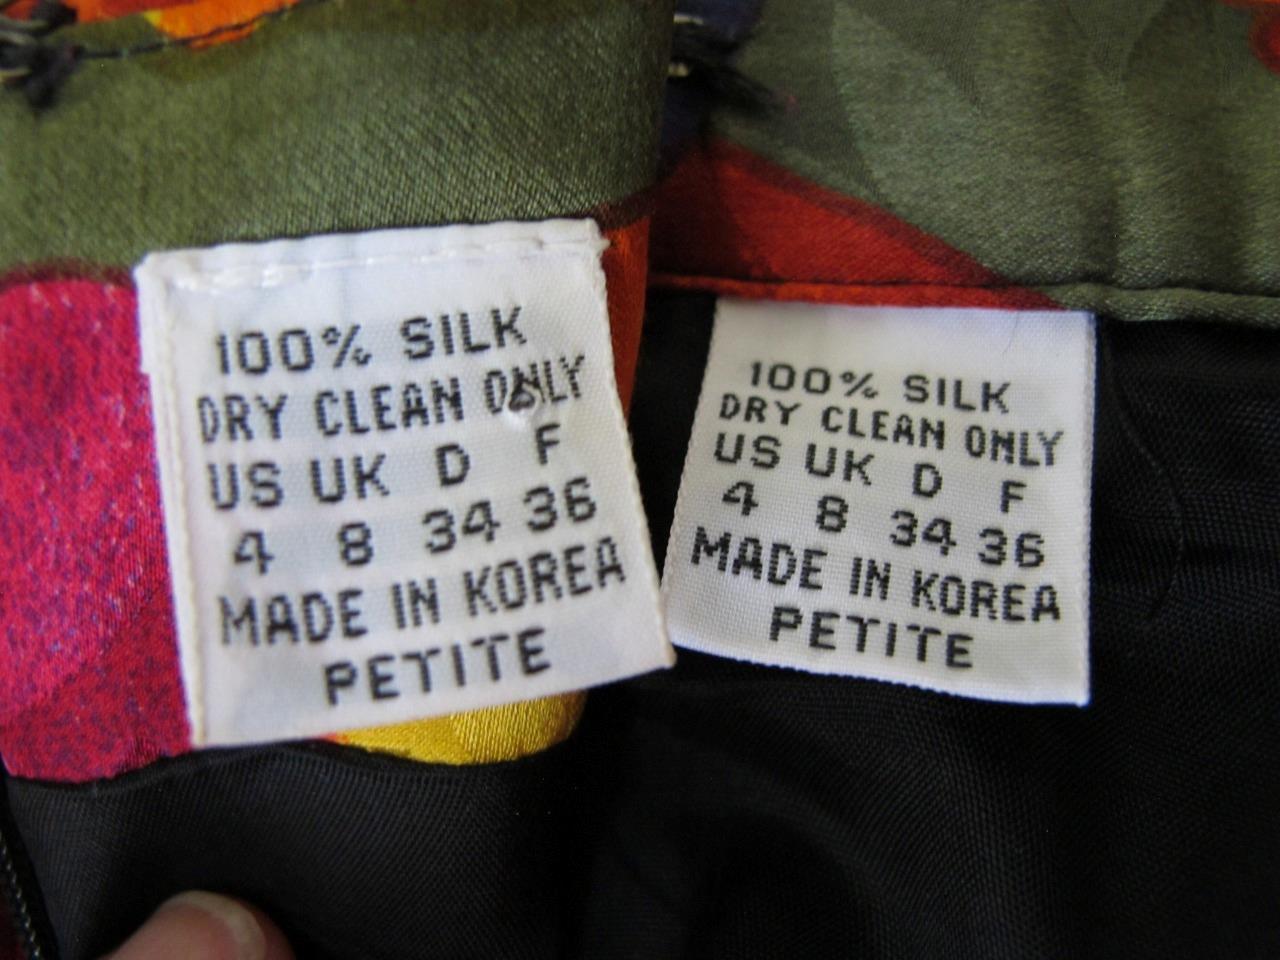 100% SILK
DRY CLEAN ONLY
US UK D F
4 8 34 36
MADE IN KOREA
PETITE
100% SILK
DRY CLEAN ONLY
US UK D F
4 8 34 36
MADE IN KOREA
PETITE